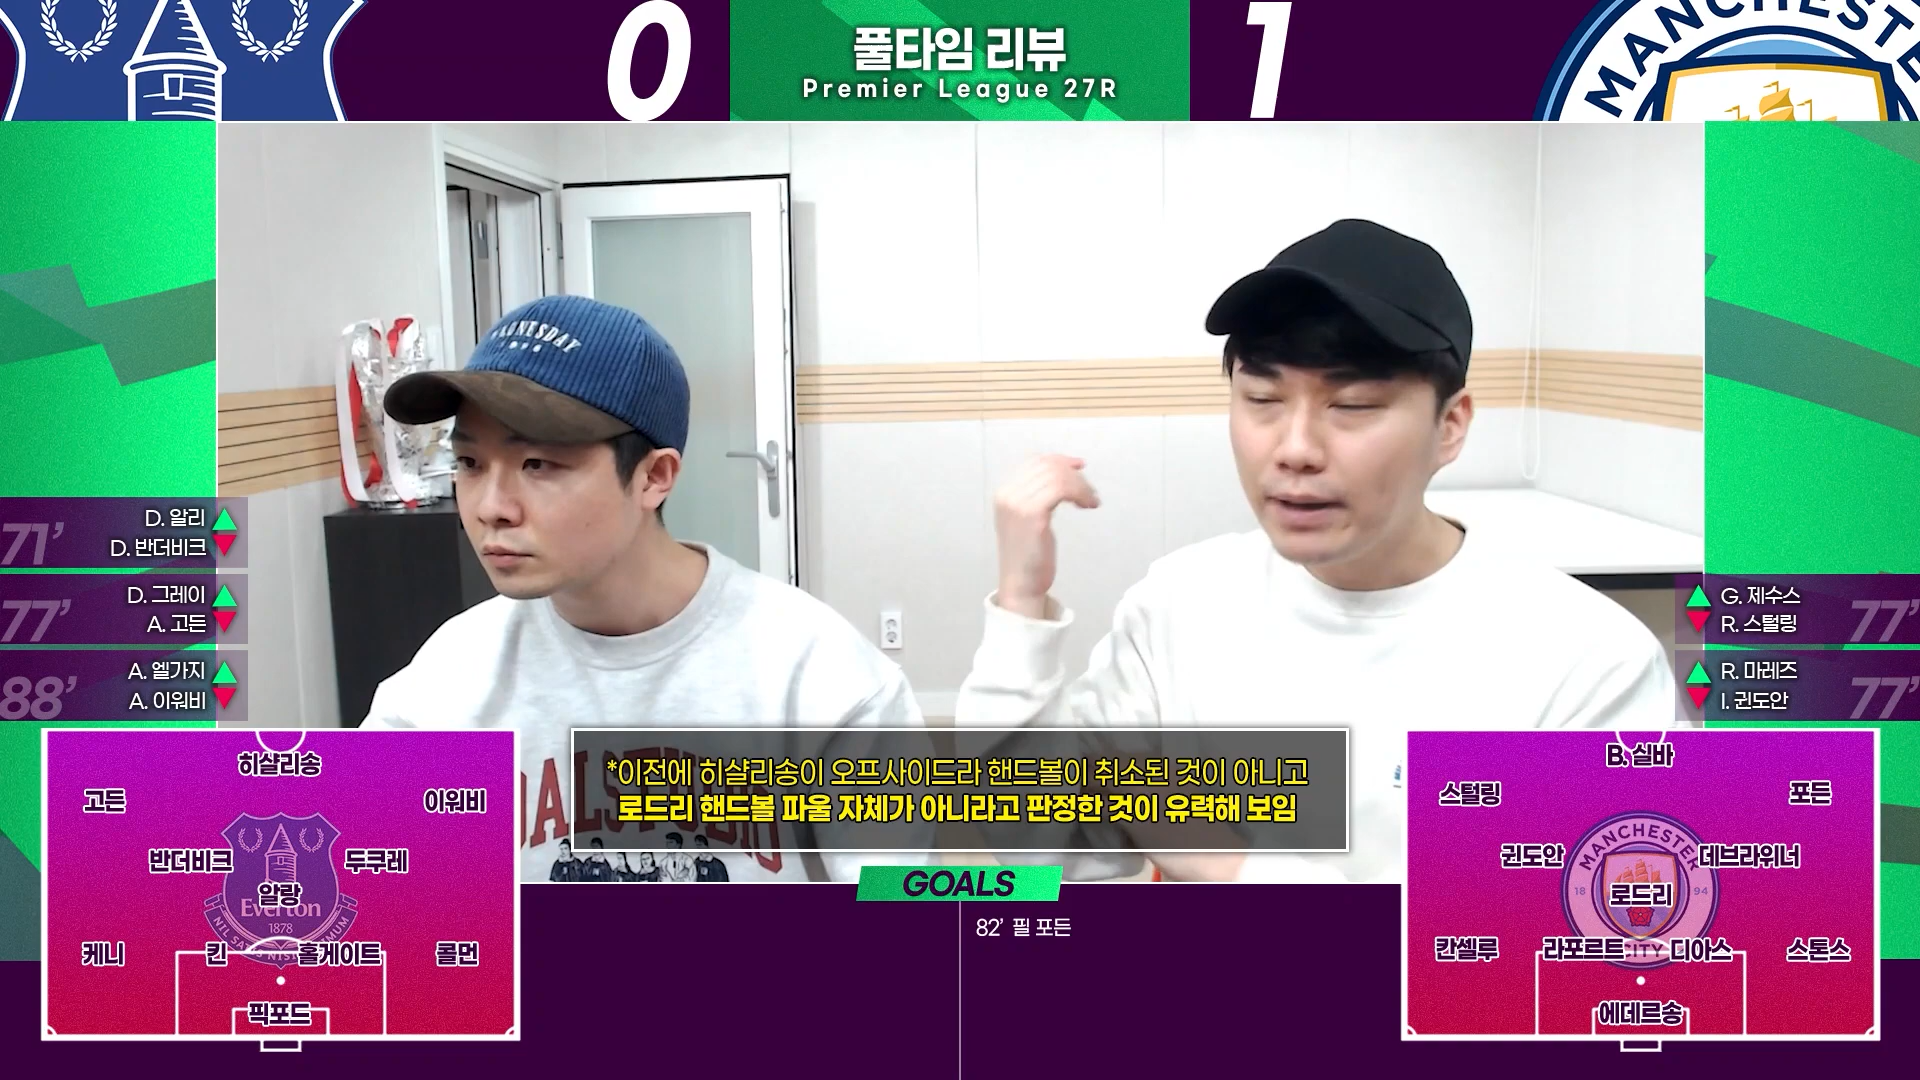 0
풀타임 리뷰
Premier League 27R
1
MANCHESTE
71’
D. 알리
D. 반더비크
77’
D. 그레이
A. 고든
88’
A. 엘가지
A. 이워비
G. 제수스
R. 스털링
77’
R. 마레즈
I. 귄도안
77’
히샬리송
고든
이워비
반더비크
두쿠레
알랑
Everton
1878
케니
킨
홀게이트
콜먼
픽포드
*이전에 히샬리송이 오프사이드라 핸드볼이 취소된 것이 아니고
로드리 핸드볼 파울 자체가 아니라고 판정한 것이 유력해 보임
GOALS
82’ 필 포든
B. 실바
스털링
포든
귄도안
데브라위너
MANCHESTER
18 94
로드리
칸셀루
라포르트
CITY
디아스
스톤스
에데르송